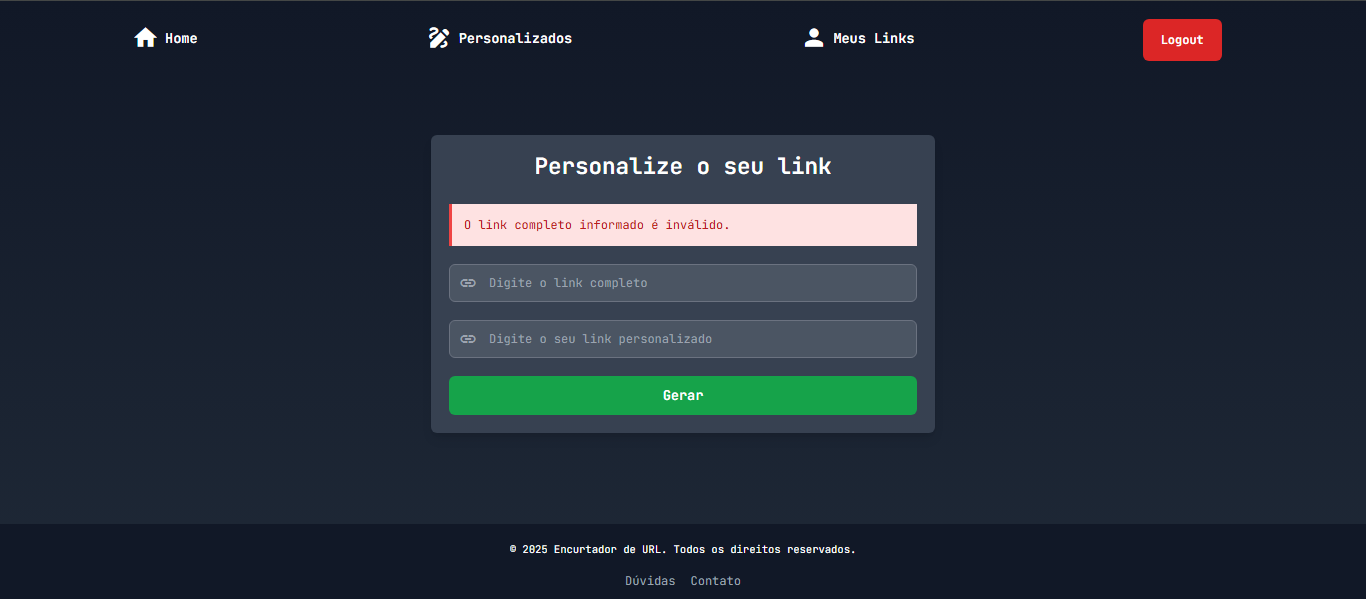 Home
Personalizados
Meus Links
Logout
Personalize o seu link
O link completo informado é inválido.
Digite o link completo
Digite o seu link personalizado
Gerar
© 2025 Encurtador de URL. Todos os direitos reservados.
Dúvidas Contato